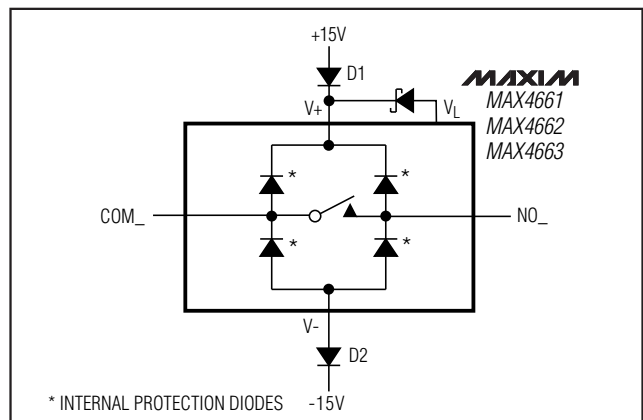 +15V
D1
MAXIM
V+
VL
MAX4661
MAX4662
MAX4663
*
*
COM_
NO_
*
*
V-
D2
* INTERNAL PROTECTION DIODES
-15V